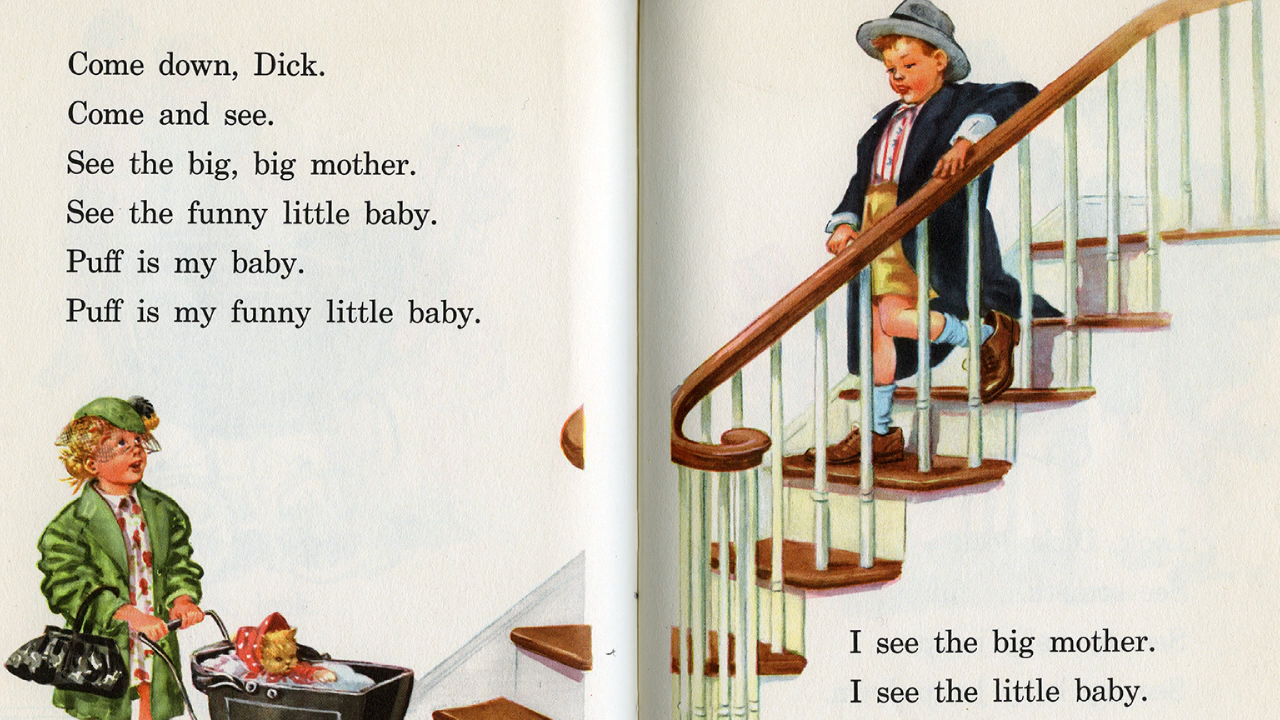 Come down, Dick.
Come and see.
See the big, big mother.
See the funny little baby.
Puff is my baby.
Puff is my funny little baby.
I see the big mother.
I see the little baby.